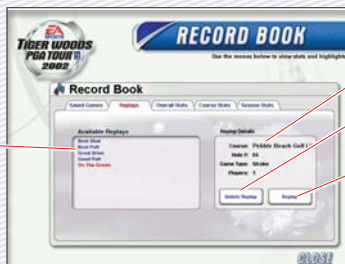 EA
SPORTS
TIGER WOODS
PGA TOUR
2002
RECORD BOOK
Use the menus below to view stats and highlights
Record Book
Saved Games
Replays
Overall Stats
Course Stats
Season Stats
Available Replays
Replay Details
Best Shot
Best Putt
Great Drive
Good Putt
On The Green
Course: Pebble Beach Golf
Hole #: 04
Game Type: Stroke
Players: 1
Delete Replay
Replay
CLOSE